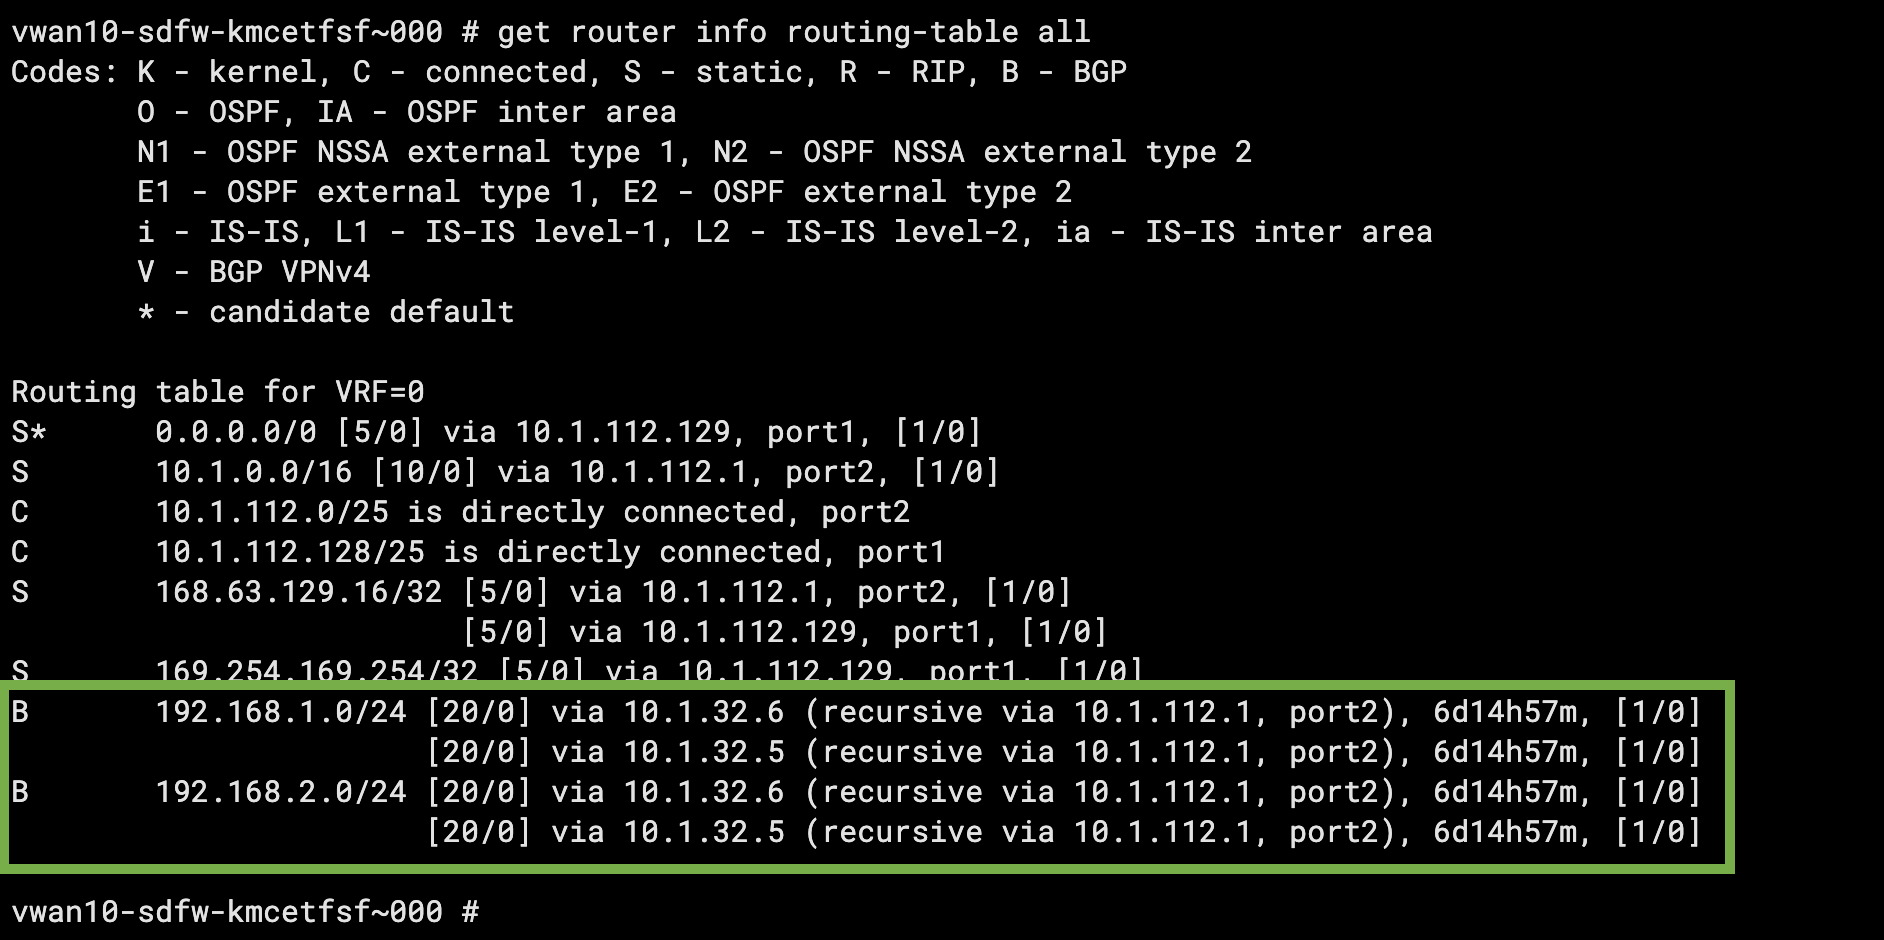 vwan10-sdfw-kmcetfsf~000 # get router info routing-table all
Codes: K - kernel, C - connected, S - static, R - RIP, B - BGP
       O - OSPF, IA - OSPF inter area
       N1 - OSPF NSSA external type 1, N2 - OSPF NSSA external type 2
       E1 - OSPF external type 1, E2 - OSPF external type 2
       i - IS-IS, L1 - IS-IS level-1, L2 - IS-IS level-2, ia - IS-IS inter area
       V - BGP VPNv4
       * - candidate default

Routing table for VRF=0
S*      0.0.0.0/0 [5/0] via 10.1.112.129, port1, [1/0]
S       10.1.0.0/16 [10/0] via 10.1.112.1, port2, [1/0]
C       10.1.112.0/25 is directly connected, port2
C       10.1.112.128/25 is directly connected, port1
S       168.63.129.16/32 [5/0] via 10.1.112.1, port2, [1/0]
                         [5/0] via 10.1.112.129, port1, [1/0]
S       169.254.169.254/32 [5/0] via 10.1.112.129, port1, [1/0]
B       192.168.1.0/24 [20/0] via 10.1.32.6 (recursive via 10.1.112.1, port2), 6d14h57m, [1/0]
                       [20/0] via 10.1.32.5 (recursive via 10.1.112.1, port2), 6d14h57m, [1/0]
B       192.168.2.0/24 [20/0] via 10.1.32.6 (recursive via 10.1.112.1, port2), 6d14h57m, [1/0]
                       [20/0] via 10.1.32.5 (recursive via 10.1.112.1, port2), 6d14h57m, [1/0]

vwan10-sdfw-kmcetfsf~000 #